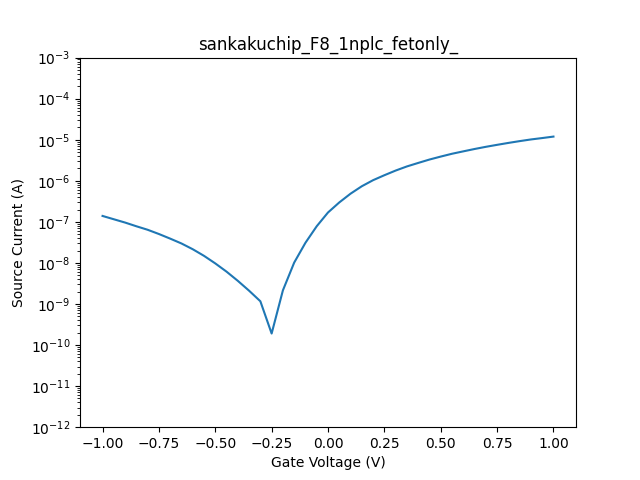 sankakuchip_F8_1nplc_fetonly_
10⁻³
10⁻⁴
10⁻⁵
10⁻⁶
10⁻⁷
10⁻⁸
10⁻⁹
10⁻¹⁰
10⁻¹¹
10⁻¹²
Source Current (A)
−1.00 −0.75 −0.50 −0.25 0.00 0.25 0.50 0.75 1.00
Gate Voltage (V)